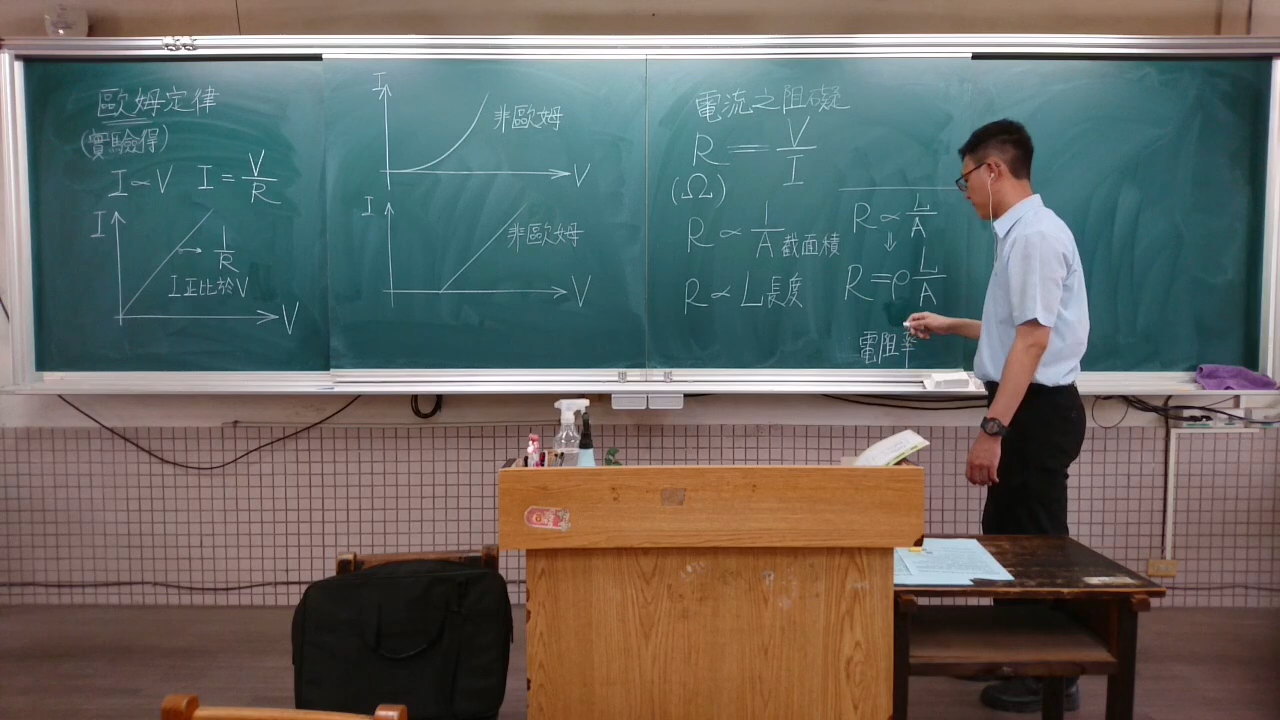 歐姆定律
(實驗得)
I ∝ V I = V/R
I
→ 1/R
I正比於V
V
I
非歐姆
V
I
非歐姆
V
電流之阻礙
R = V/I
(Ω)
R ∝ 1/A 截面積
R ∝ L 長度
R ∝ L/A
⇓
R = ρ L/A
電阻率